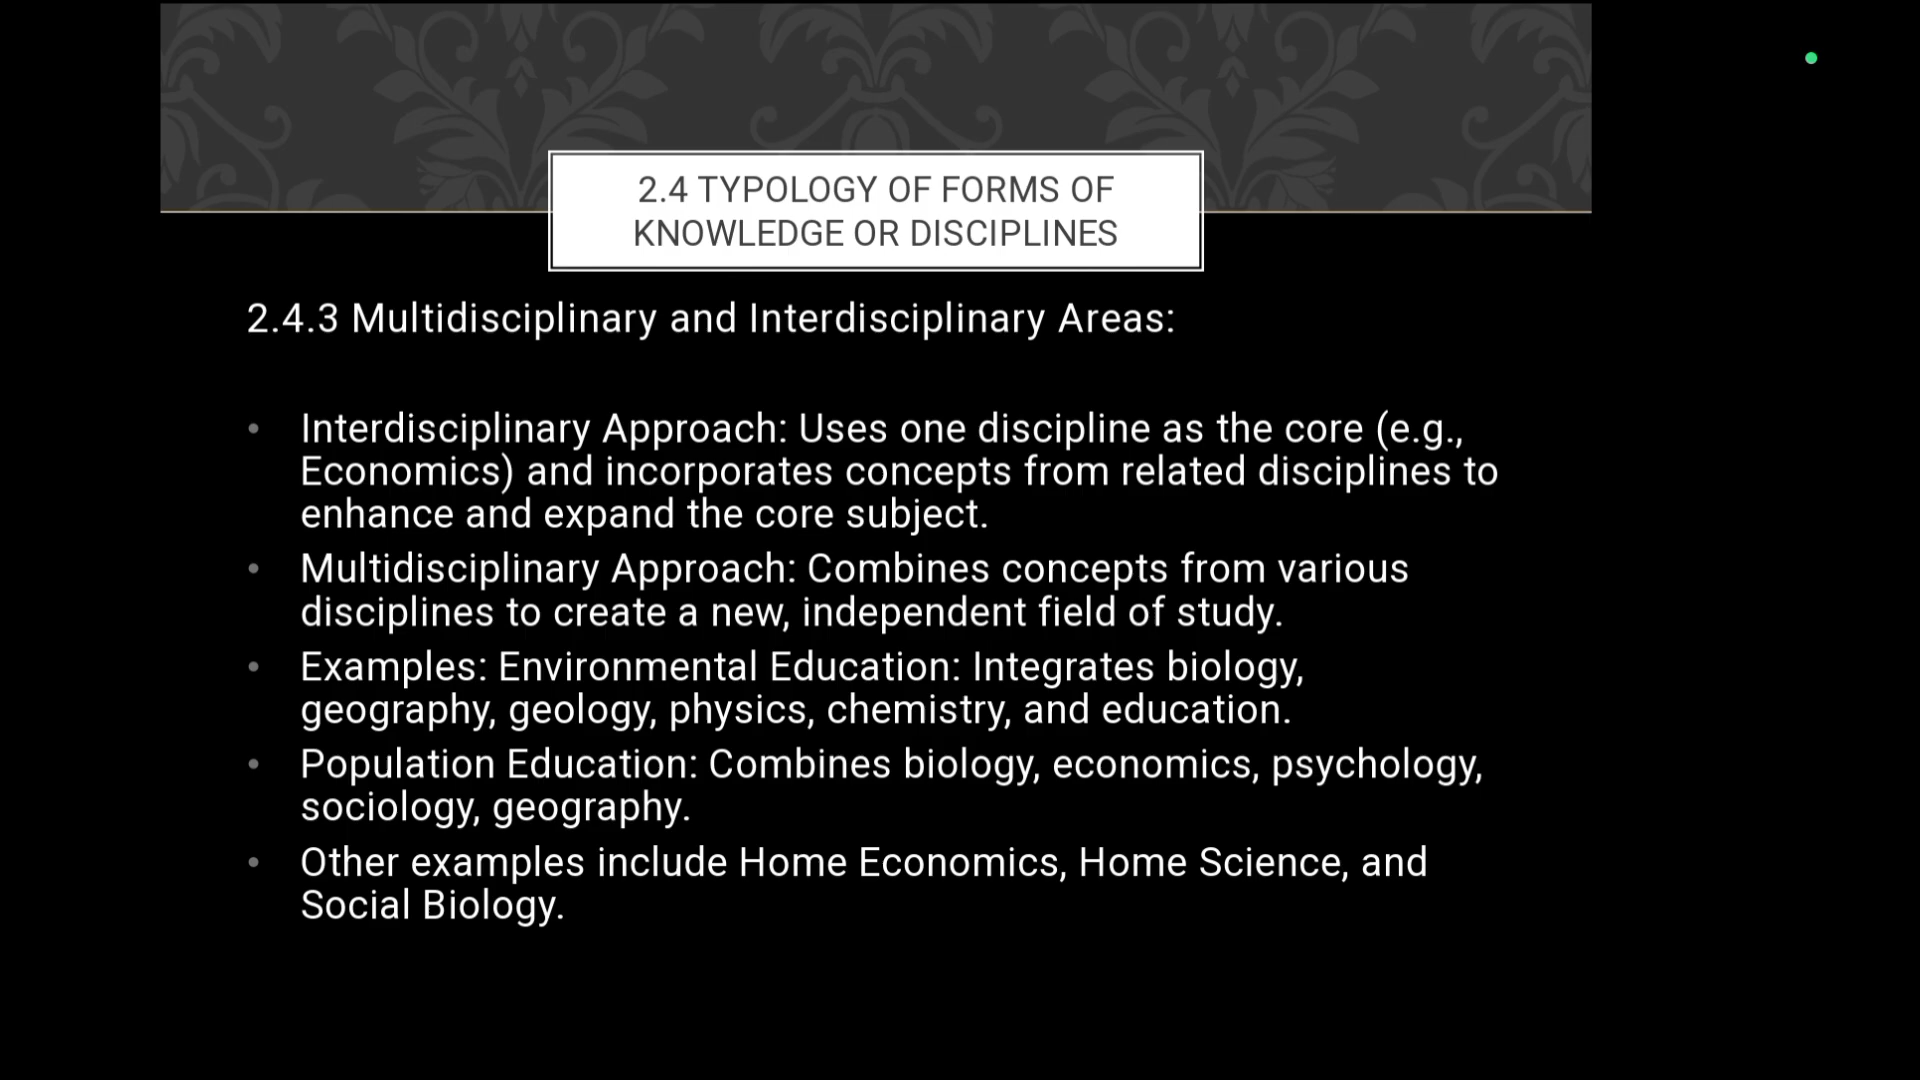 2.4 TYPOLOGY OF FORMS OF
KNOWLEDGE OR DISCIPLINES
2.4.3 Multidisciplinary and Interdisciplinary Areas:
• Interdisciplinary Approach: Uses one discipline as the core (e.g.,
Economics) and incorporates concepts from related disciplines to
enhance and expand the core subject.
• Multidisciplinary Approach: Combines concepts from various
disciplines to create a new, independent field of study.
• Examples: Environmental Education: Integrates biology,
geography, geology, physics, chemistry, and education.
• Population Education: Combines biology, economics, psychology,
sociology, geography.
• Other examples include Home Economics, Home Science, and
Social Biology.